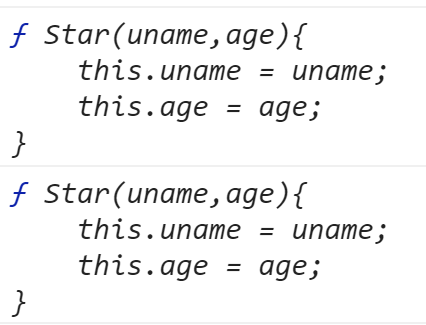 ƒ Star(uname,age){
    this.uname = uname;
    this.age = age;
}
ƒ Star(uname,age){
    this.uname = uname;
    this.age = age;
}